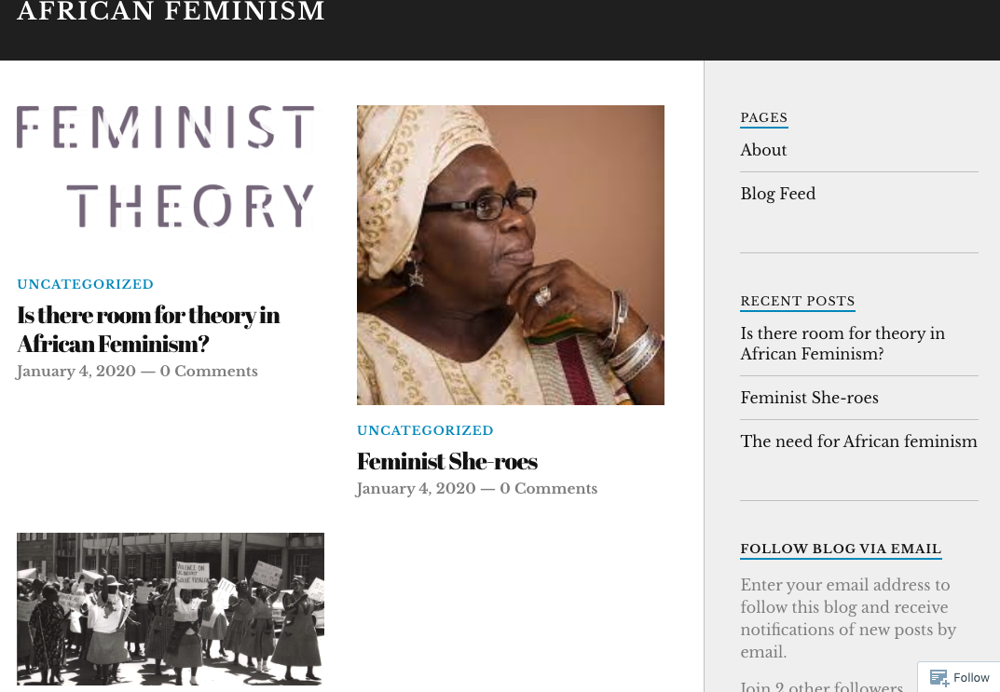 AFRICAN FEMINISM
FEMINIST
THEORY
UNCATEGORIZED
Is there room for theory in
African Feminism?
January 4, 2020 — 0 Comments
UNCATEGORIZED
Feminist She-roes
January 4, 2020 — 0 Comments
VIOLENCE
PAGES
About
Blog Feed
RECENT POSTS
Is there room for theory in
African Feminism?
Feminist She-roes
The need for African feminism
FOLLOW BLOG VIA EMAIL
Enter your email address to
follow this blog and receive
notifications of new posts by
email.
Join 2 other followers
Follow